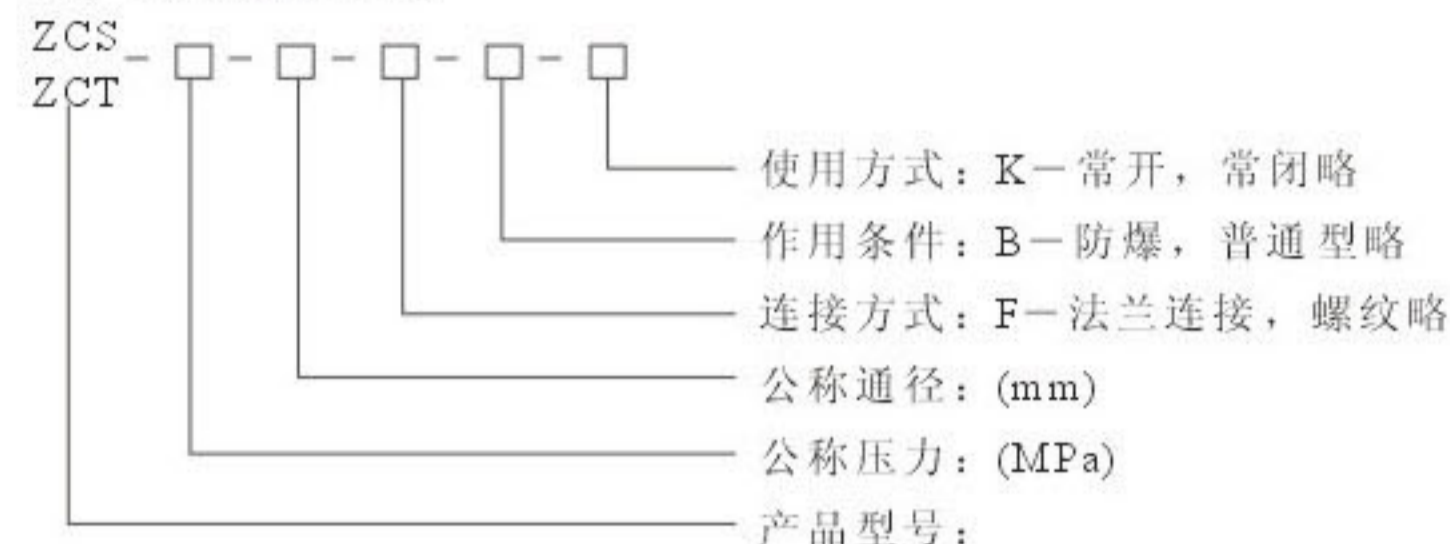 ZCS
ZCT
- □ - □ - □ - □ - □
使用方式：K－常开，常闭略
作用条件：B－防爆，普通型略
连接方式：F－法兰连接，螺纹略
公称通径：(mm)
公称压力：(MPa)
产品型号：